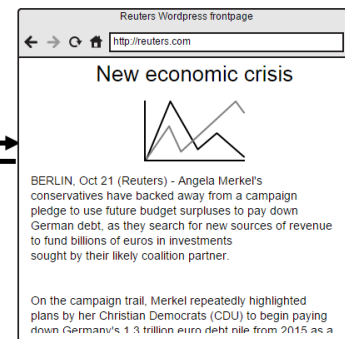 Reuters Wordpress frontpage
http://reuters.com
New economic crisis
BERLIN, Oct 21 (Reuters) - Angela Merkel's
conservatives have backed away from a campaign
pledge to use future budget surpluses to pay down
German debt, as they search for new sources of revenue
to fund billions of euros in investments
sought by their likely coalition partner.
On the campaign trail, Merkel repeatedly highlighted
plans by her Christian Democrats (CDU) to begin paying
down Germany's 1.3 trillion euro debt pile from 2015 as a